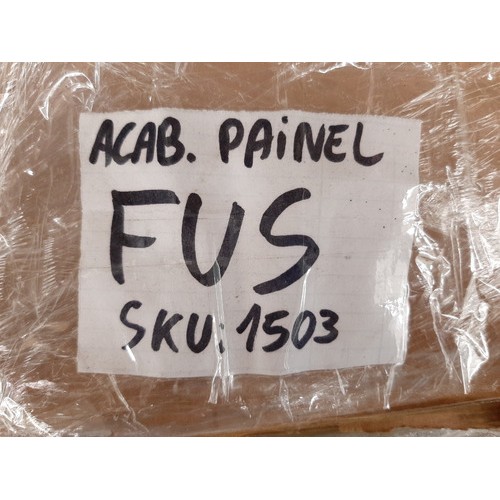 ACAB. PAiNEL
FUS
SKU: 1503